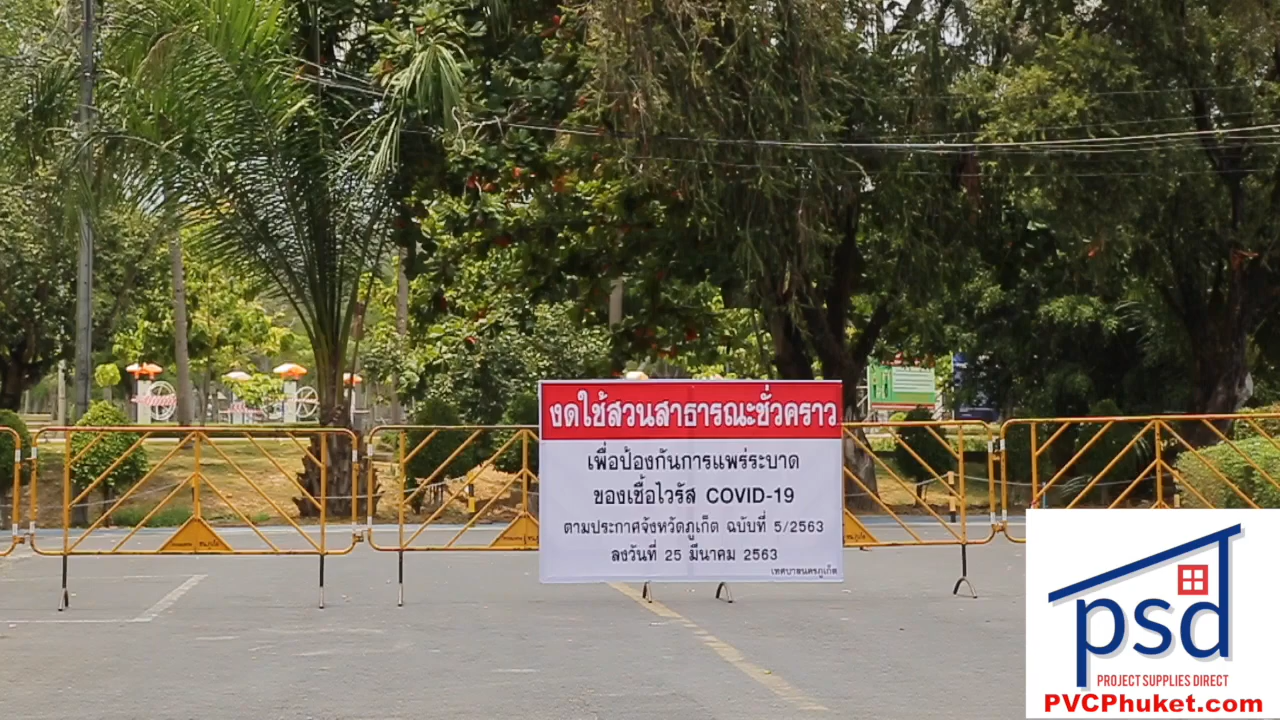 งดใช้สวนสาธารณะชั่วคราว
เพื่อป้องกันการแพร่ระบาด
ของเชื้อไวรัส COVID-19
ตามประกาศจังหวัดภูเก็ต ฉบับที่ 5/2563
ลงวันที่ 25 มีนาคม 2563
เทศบาลนครภูเก็ต
psd
PROJECT SUPPLIES DIRECT
PVCPhuket.com